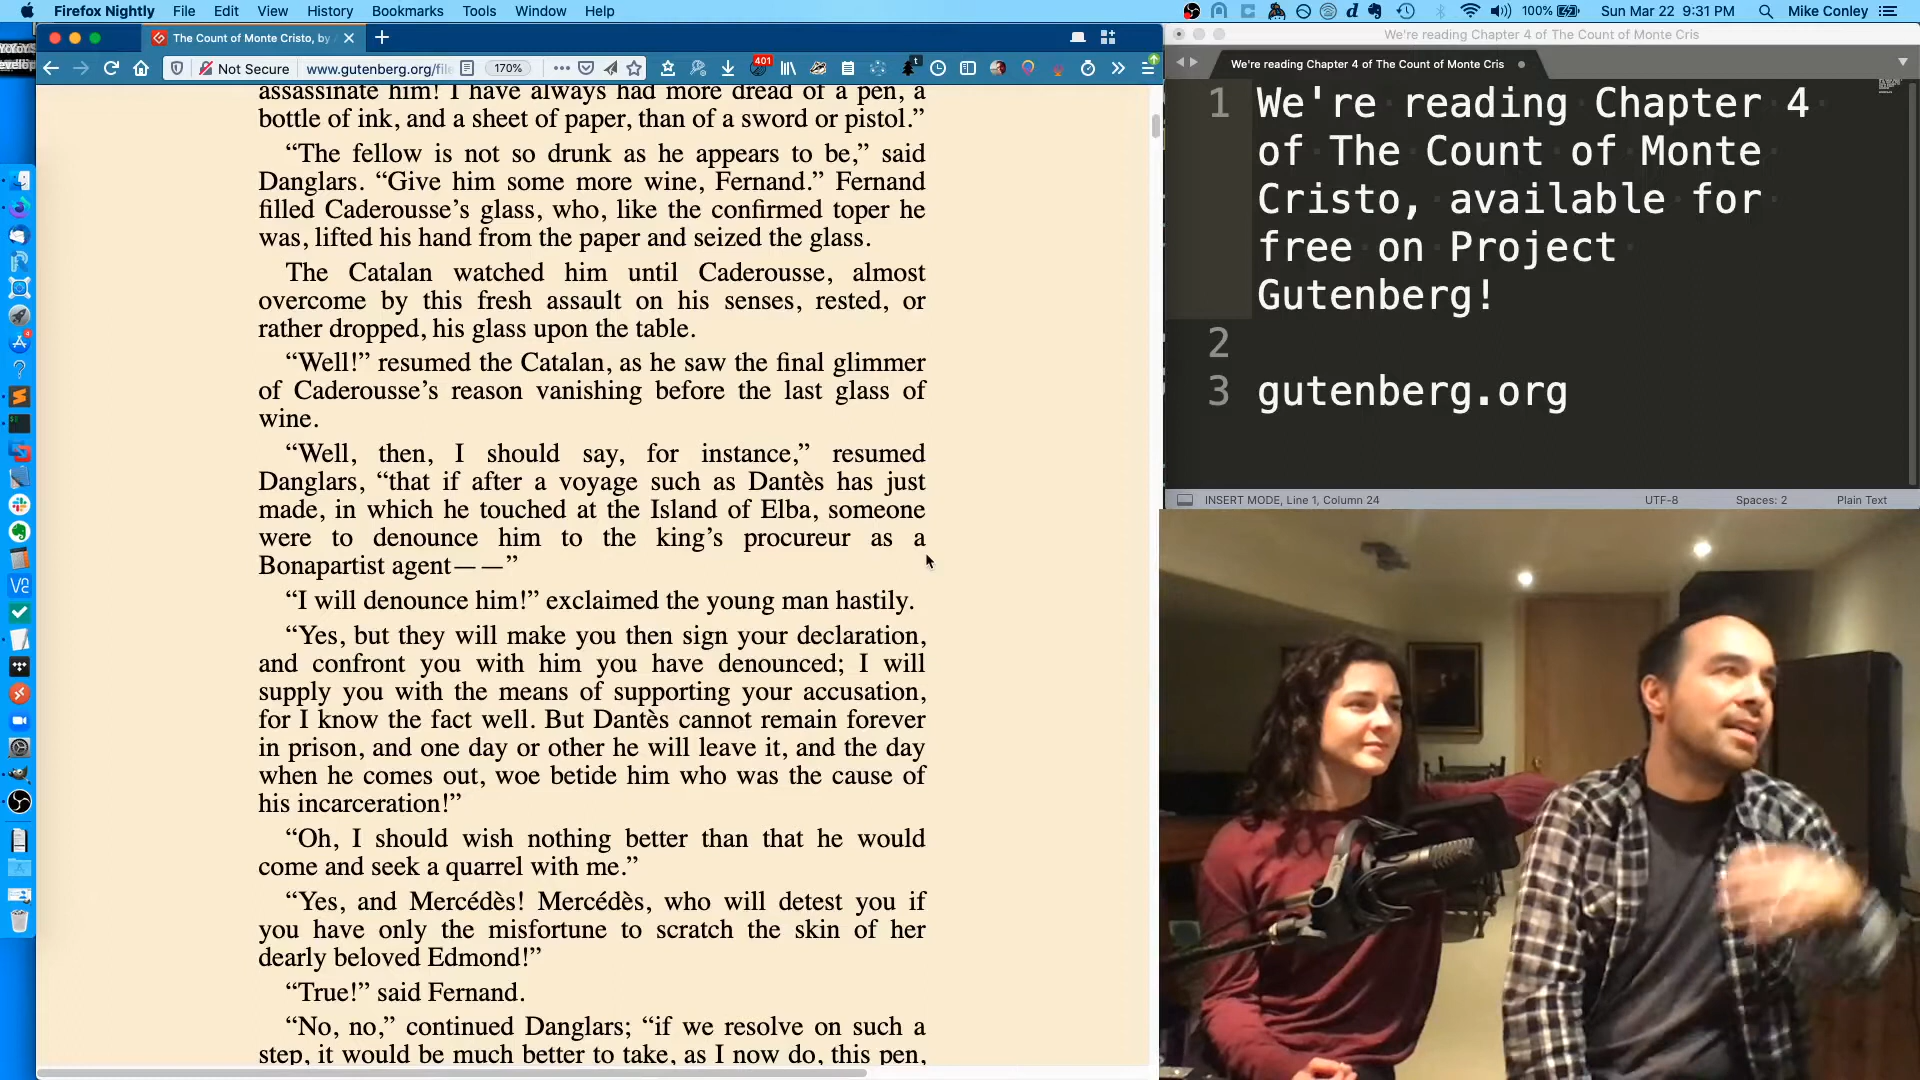 Firefox Nightly File Edit View History Bookmarks Tools Window Help
100% Sun Mar 22 9:31 PM Mike Conley
The Count of Monte Cristo, by
Not Secure www.gutenberg.org/file 170% 401
assassinate him! I have always had more dread of a pen, a
bottle of ink, and a sheet of paper, than of a sword or pistol.”
“The fellow is not so drunk as he appears to be,” said
Danglars. “Give him some more wine, Fernand.” Fernand
filled Caderousse’s glass, who, like the confirmed toper he
was, lifted his hand from the paper and seized the glass.
The Catalan watched him until Caderousse, almost
overcome by this fresh assault on his senses, rested, or
rather dropped, his glass upon the table.
“Well!” resumed the Catalan, as he saw the final glimmer
of Caderousse’s reason vanishing before the last glass of
wine.
“Well, then, I should say, for instance,” resumed
Danglars, “that if after a voyage such as Dantès has just
made, in which he touched at the Island of Elba, someone
were to denounce him to the king’s procureur as a
Bonapartist agent——”
“I will denounce him!” exclaimed the young man hastily.
“Yes, but they will make you then sign your declaration,
and confront you with him you have denounced; I will
supply you with the means of supporting your accusation,
for I know the fact well. But Dantès cannot remain forever
in prison, and one day or other he will leave it, and the day
when he comes out, woe betide him who was the cause of
his incarceration!”
“Oh, I should wish nothing better than that he would
come and seek a quarrel with me.”
“Yes, and Mercédès! Mercédès, who will detest you if
you have only the misfortune to scratch the skin of her
dearly beloved Edmond!”
“True!” said Fernand.
“No, no,” continued Danglars; “if we resolve on such a
step, it would be much better to take, as I now do, this pen,
We're reading Chapter 4 of The Count of Monte Cris
We're reading Chapter 4 of The Count of Monte Cris
1 We're reading Chapter 4
of The Count of Monte
Cristo, available for
free on Project
Gutenberg!
2
3 gutenberg.org
INSERT MODE, Line 1, Column 24 UTF-8 Spaces: 2 Plain Text